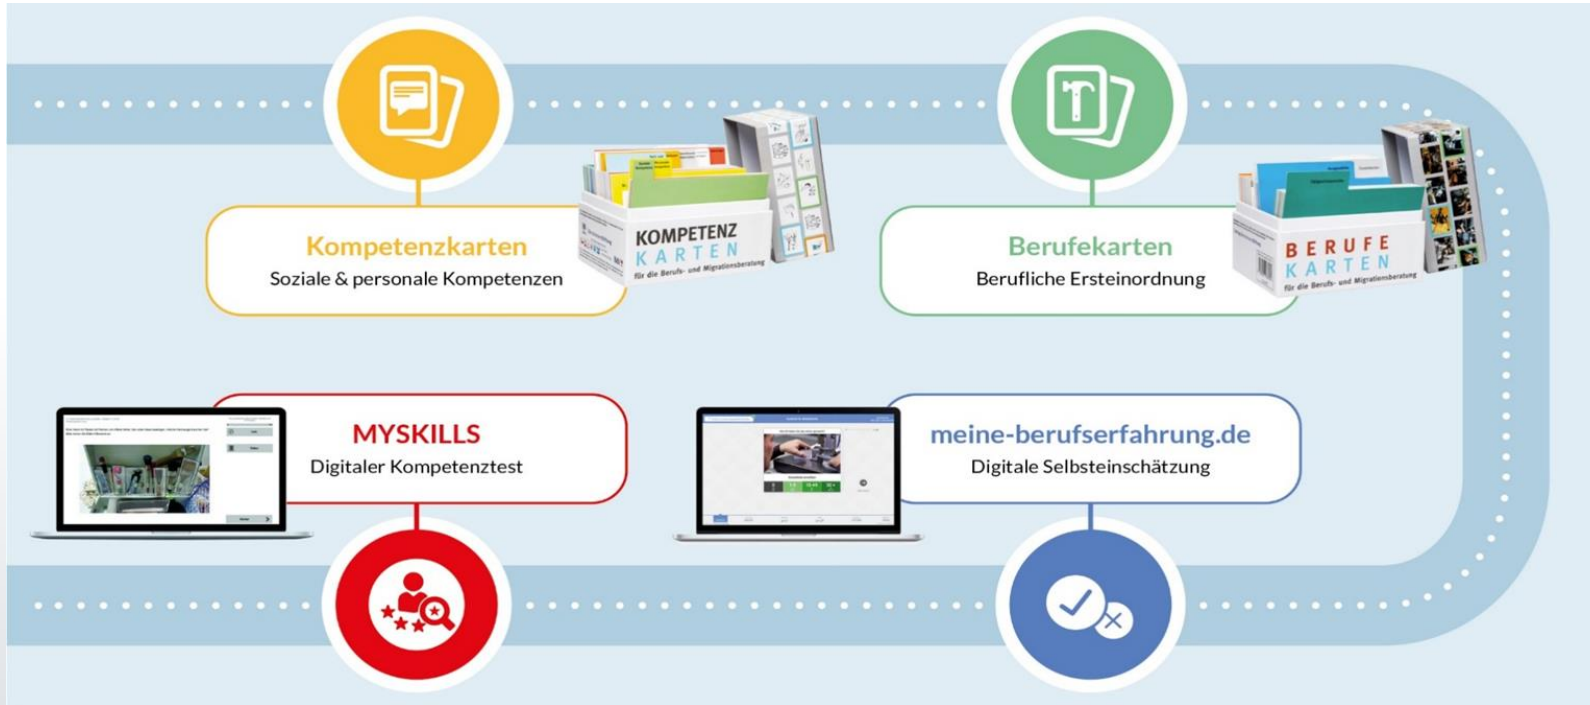 Kompetenzkarten
Soziale & personale Kompetenzen
KOMPETENZ
KARTEN
für die Berufs- und Migrationsberatung
Berufekarten
Berufliche Ersteinordnung
BERUFE
KARTEN
für die Berufs- und Migrationsberatung
MYSKILLS
Digitaler Kompetenztest
meine-berufserfahrung.de
Digitale Selbsteinschätzung